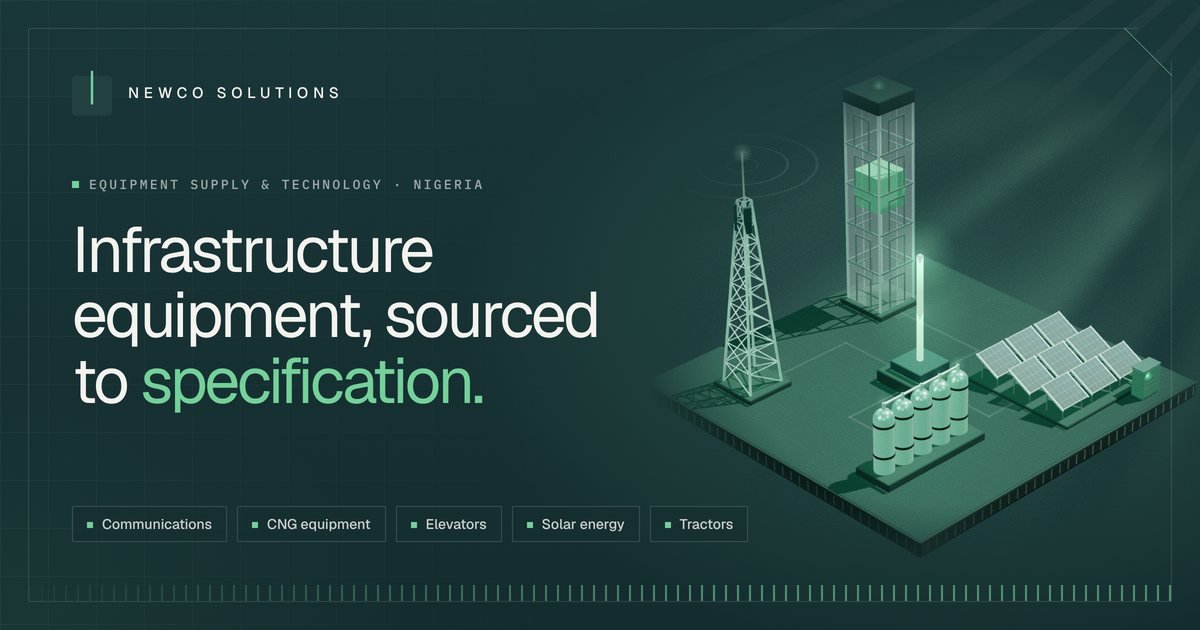 NEWCO SOLUTIONS
EQUIPMENT SUPPLY & TECHNOLOGY · NIGERIA
Infrastructure
equipment, sourced
to specification.
Communications
CNG equipment
Elevators
Solar energy
Tractors